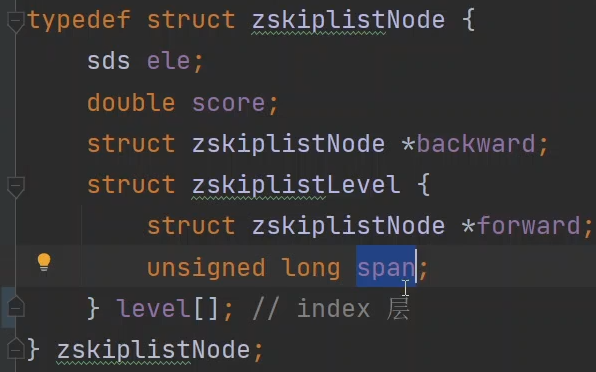 typedef struct zskiplistNode {
    sds ele;
    double score;
    struct zskiplistNode *backward;
    struct zskiplistLevel {
        struct zskiplistNode *forward;
        unsigned long span;
    } level[]; // index 层
} zskiplistNode;